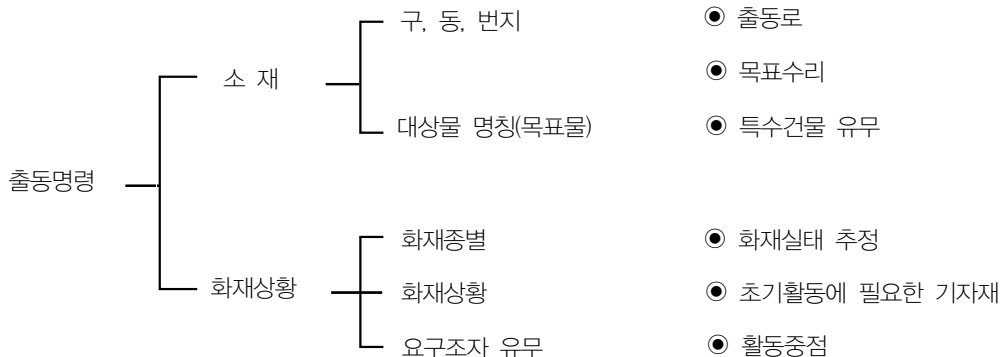 구, 동, 번지 ◉ 출동로
소 재 ◉ 목표수리
대상물 명칭(목표물) ◉ 특수건물 유무
출동명령
화재종별 ◉ 화재실태 추정
화재상황 화재상황 ◉ 초기활동에 필요한 기자재
요구조자 유무 ◉ 활동중점